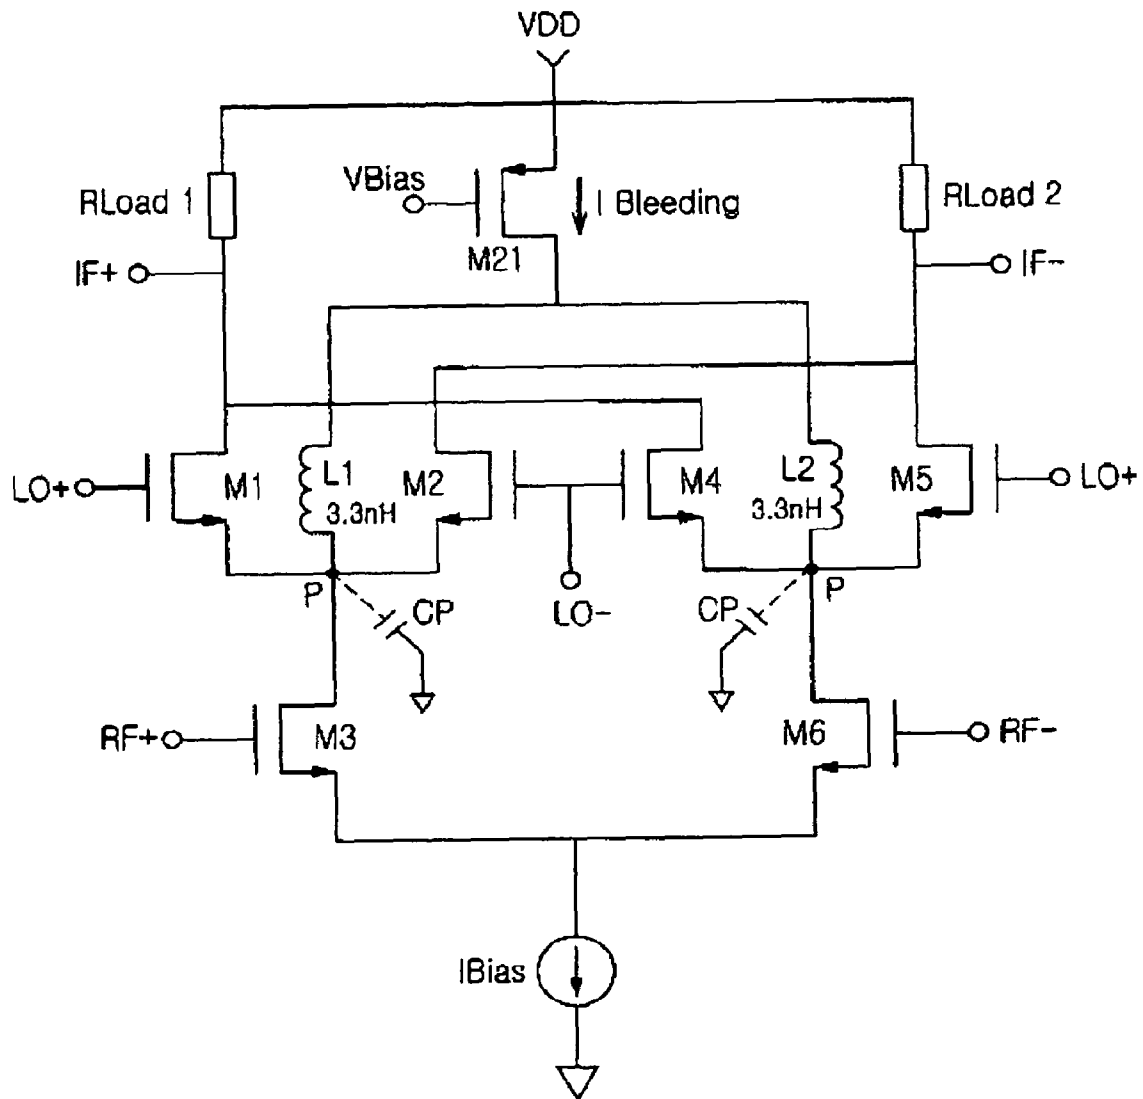 VDD
VBias
RLoad 1
I Bleeding
RLoad 2
M21
IF+
IF-
LO+
M1
L1
3.3nH
M2
M4
L2
3.3nH
M5
LO+
P
CP
LO-
CP
P
RF+
M3
M6
RF-
IBias